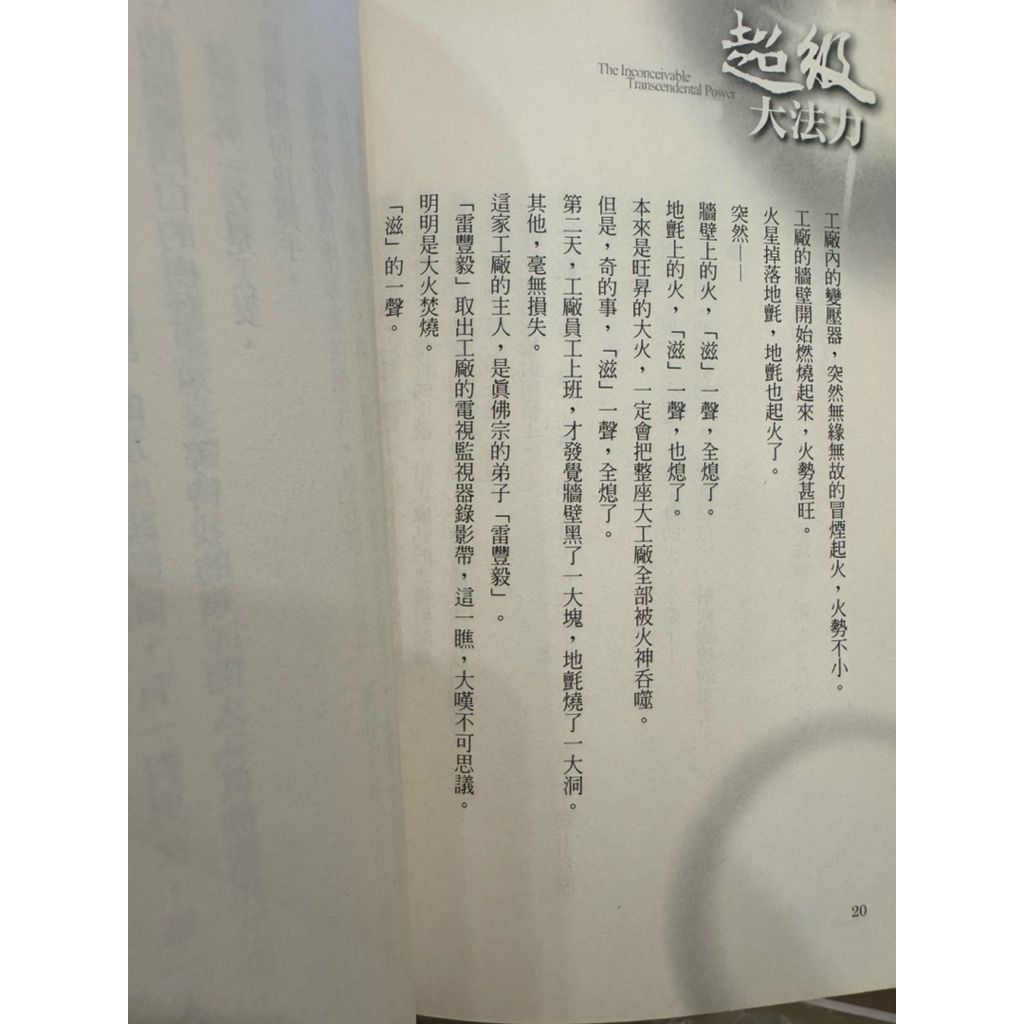 超級
大法力
The Inconceivable
Transcendental Power
工廠內的變壓器，突然無緣無故的冒煙起火，火勢不小。
工廠的牆壁開始燃燒起來，火勢甚旺。
火星掉落地氈，地氈也起火了。
突然——
牆壁上的火，「滋」一聲，全熄了。
地氈上的火，「滋」一聲，也熄了。
本來是旺昇的大火，一定會把整座大工廠全部被火神吞噬。
但是，奇的事，「滋」一聲，全熄了。
第二天，工廠員工上班，才發覺牆壁黑了一大塊，地氈燒了一大洞。
其他，毫無損失。
這家工廠的主人，是眞佛宗的弟子「雷豐毅」。
「雷豐毅」取出工廠的電視監視器錄影帶，這一瞧，大嘆不可思議。
明明是大火焚燒。
「滋」的一聲。
20